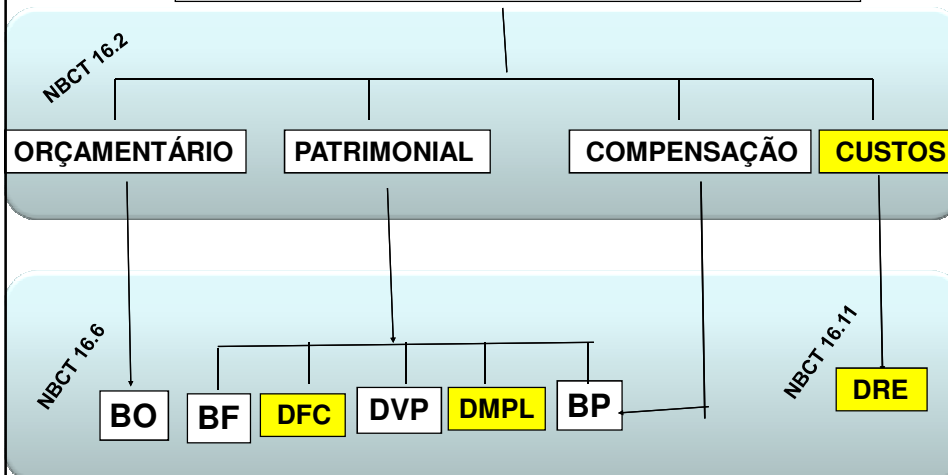 NBCT 16.2
ORÇAMENTÁRIO
PATRIMONIAL
COMPENSAÇÃO
CUSTOS
NBCT 16.6
NBCT 16.11
BO
BF
DFC
DVP
DMPL
BP
DRE